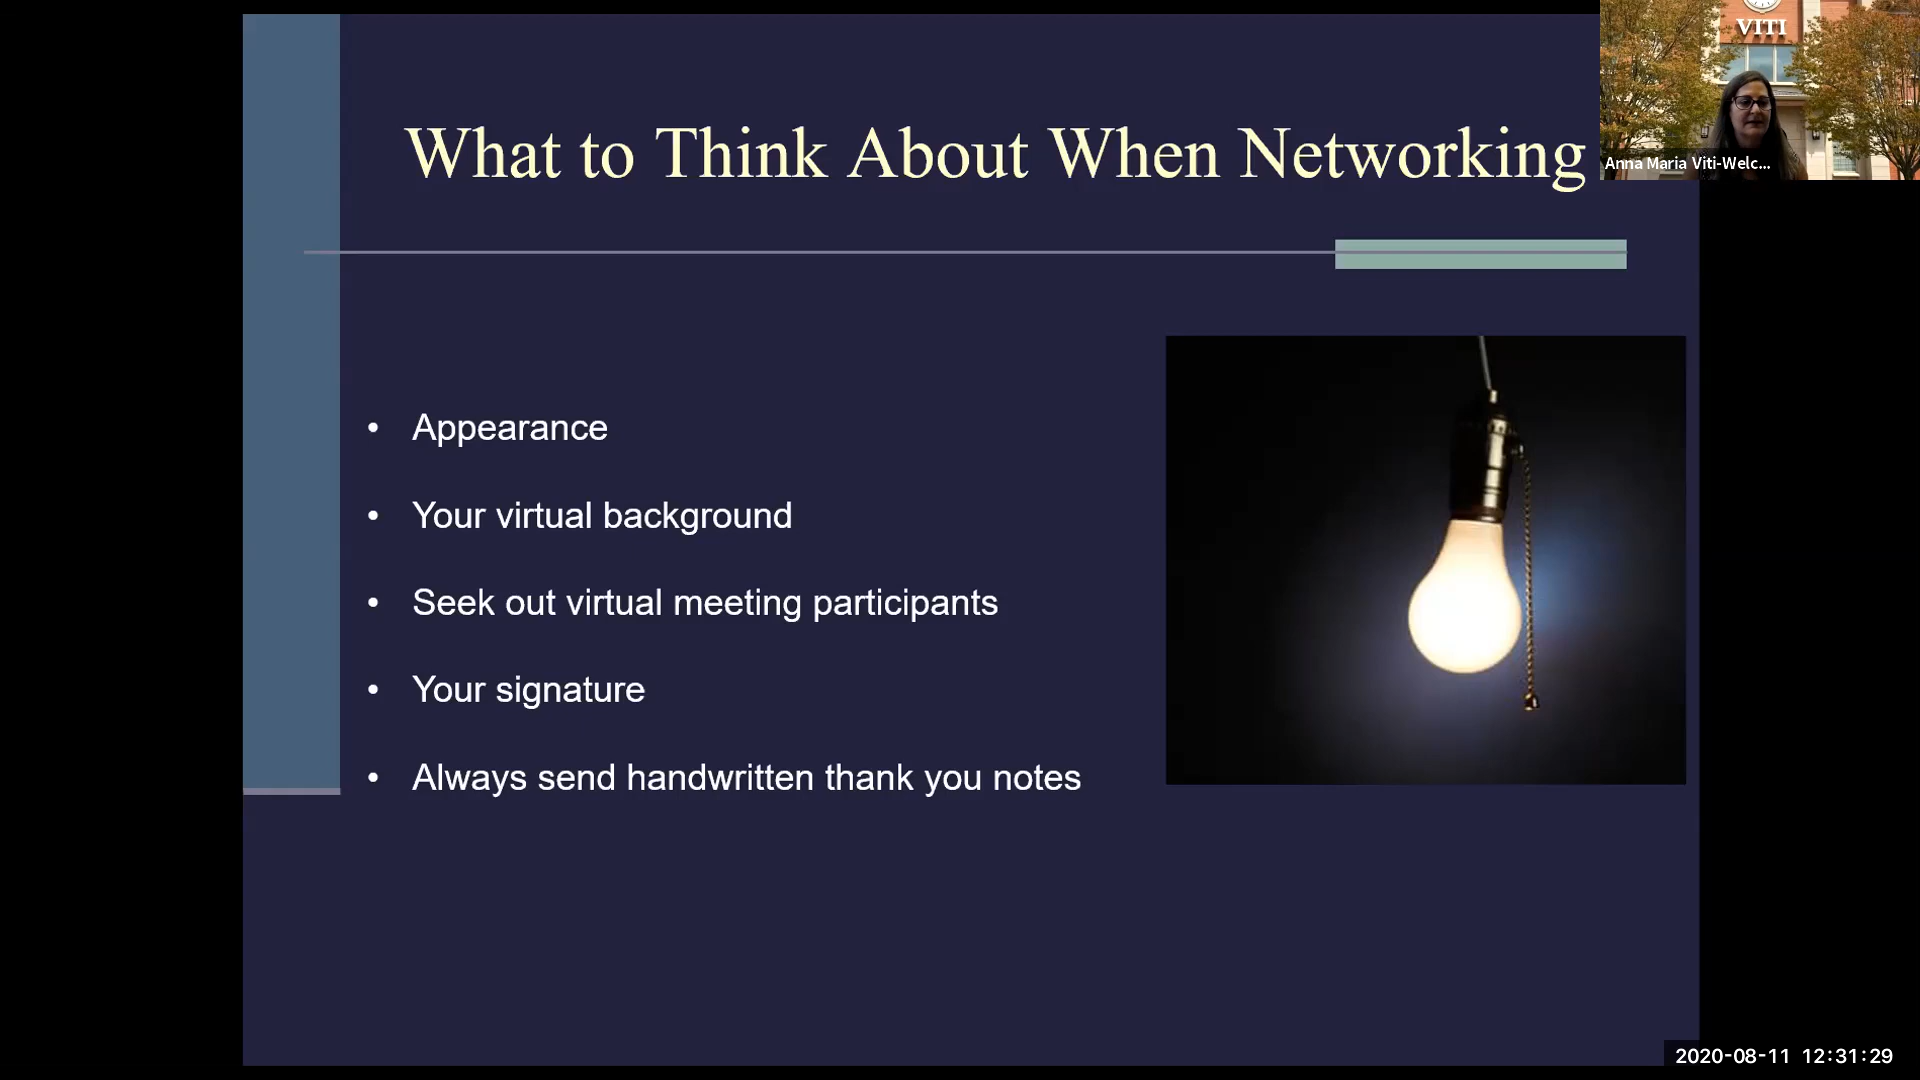 VITI
What to Think About When Networking
Anna Maria Viti-Welc...
• Appearance
• Your virtual background
• Seek out virtual meeting participants
• Your signature
• Always send handwritten thank you notes
2020-08-11 12:31:29